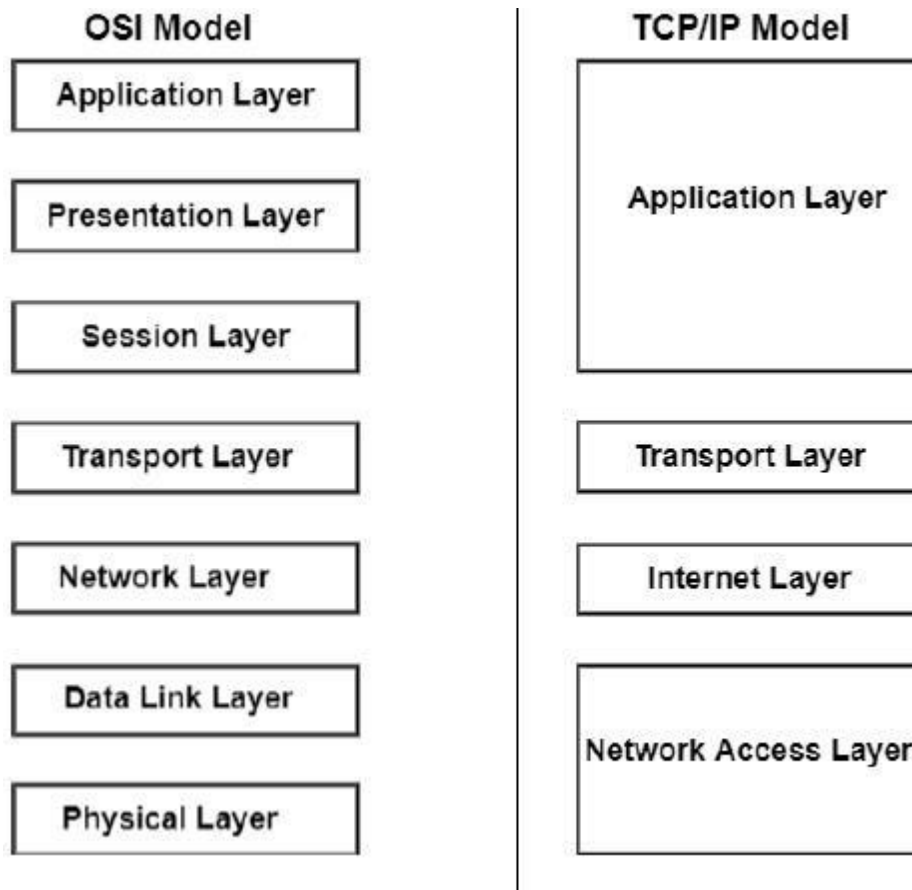 OSI Model
Application Layer
Presentation Layer
Session Layer
Transport Layer
Network Layer
Data Link Layer
Physical Layer
TCP/IP Model
Application Layer
Transport Layer
Internet Layer
Network Access Layer